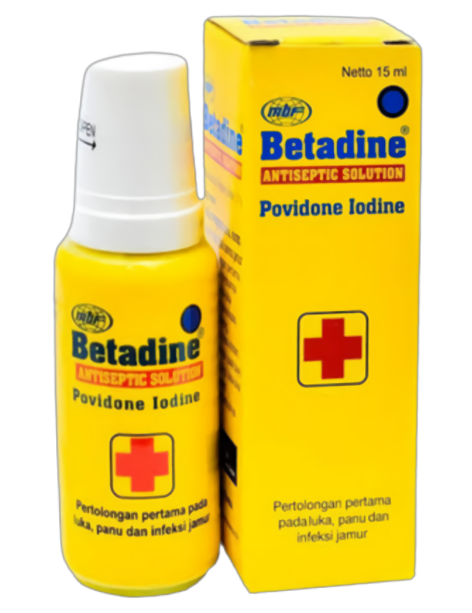 OPEN
mbf
Betadine®
ANTISEPTIC SOLUTION
Povidone Iodine
Pertolongan pertama pada
luka, panu dan infeksi jamur
Netto 15 ml
mbf
Betadine®
ANTISEPTIC SOLUTION
Povidone Iodine
Pertolongan pertama
pada luka, panu dan
infeksi jamur